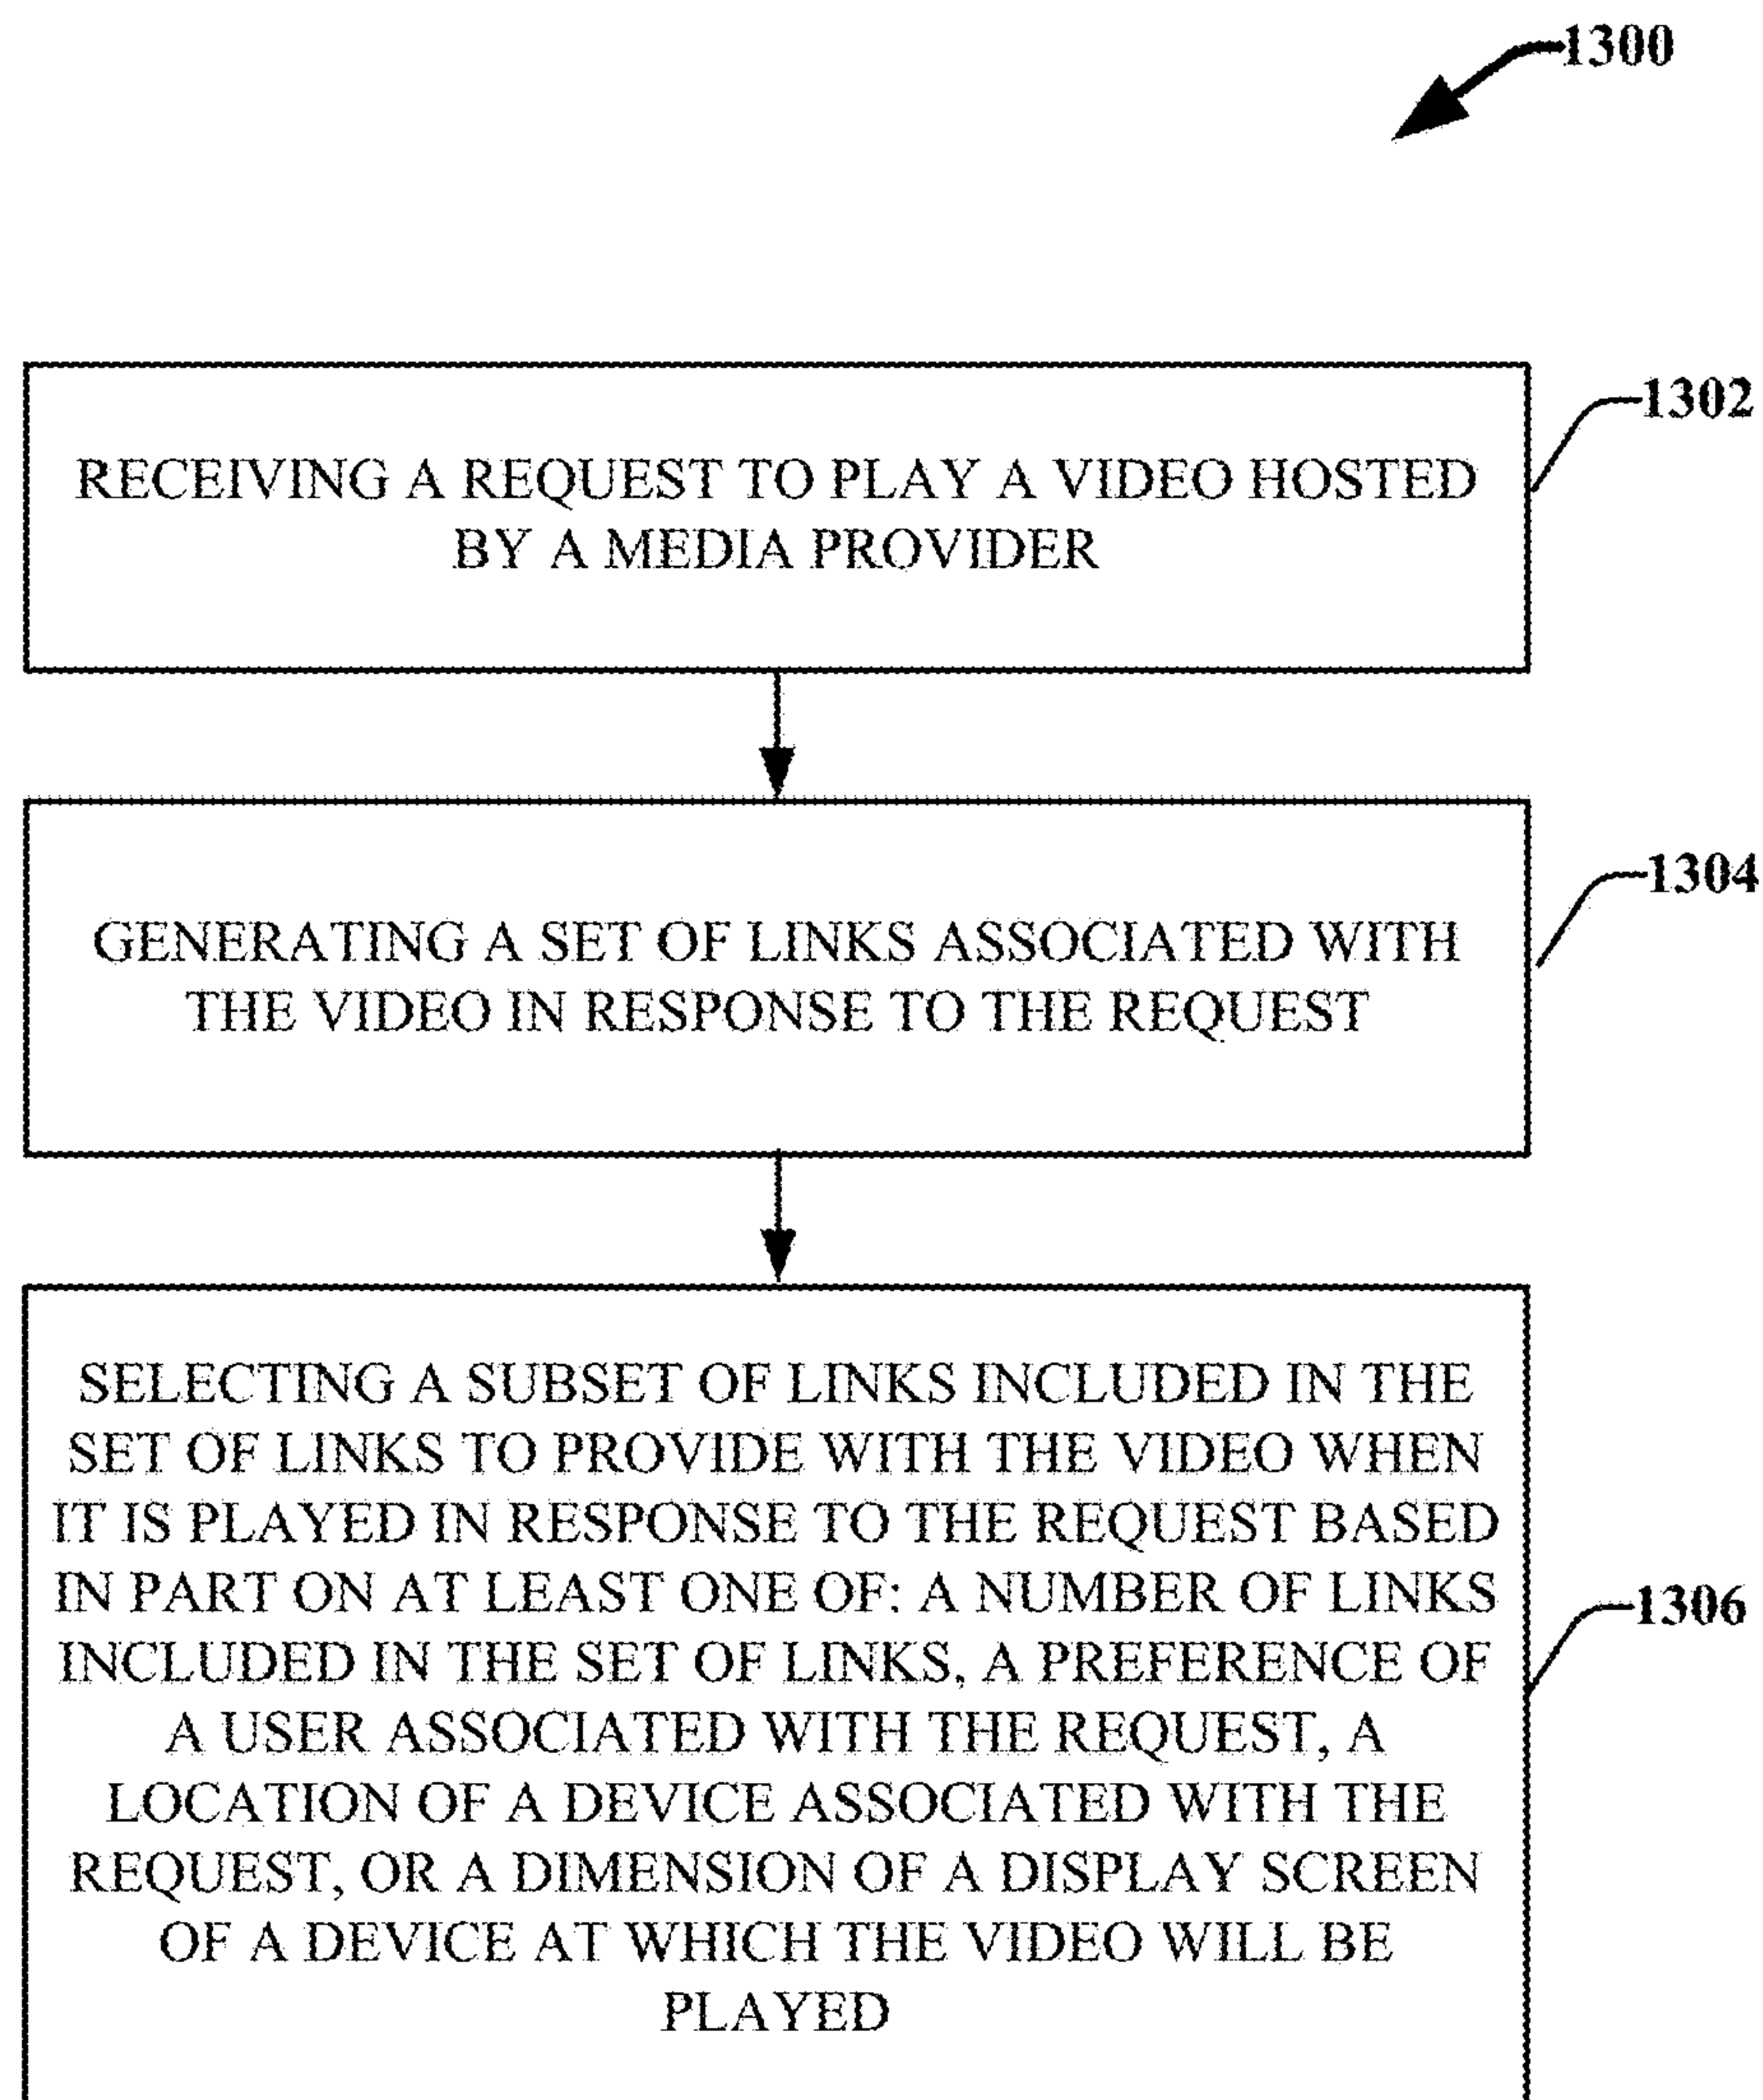 1300
RECEIVING A REQUEST TO PLAY A VIDEO HOSTED
BY A MEDIA PROVIDER
1302
GENERATING A SET OF LINKS ASSOCIATED WITH
THE VIDEO IN RESPONSE TO THE REQUEST
1304
SELECTING A SUBSET OF LINKS INCLUDED IN THE
SET OF LINKS TO PROVIDE WITH THE VIDEO WHEN
IT IS PLAYED IN RESPONSE TO THE REQUEST BASED
IN PART ON AT LEAST ONE OF: A NUMBER OF LINKS
INCLUDED IN THE SET OF LINKS, A PREFERENCE OF
A USER ASSOCIATED WITH THE REQUEST, A
LOCATION OF A DEVICE ASSOCIATED WITH THE
REQUEST, OR A DIMENSION OF A DISPLAY SCREEN
OF A DEVICE AT WHICH THE VIDEO WILL BE
PLAYED
1306